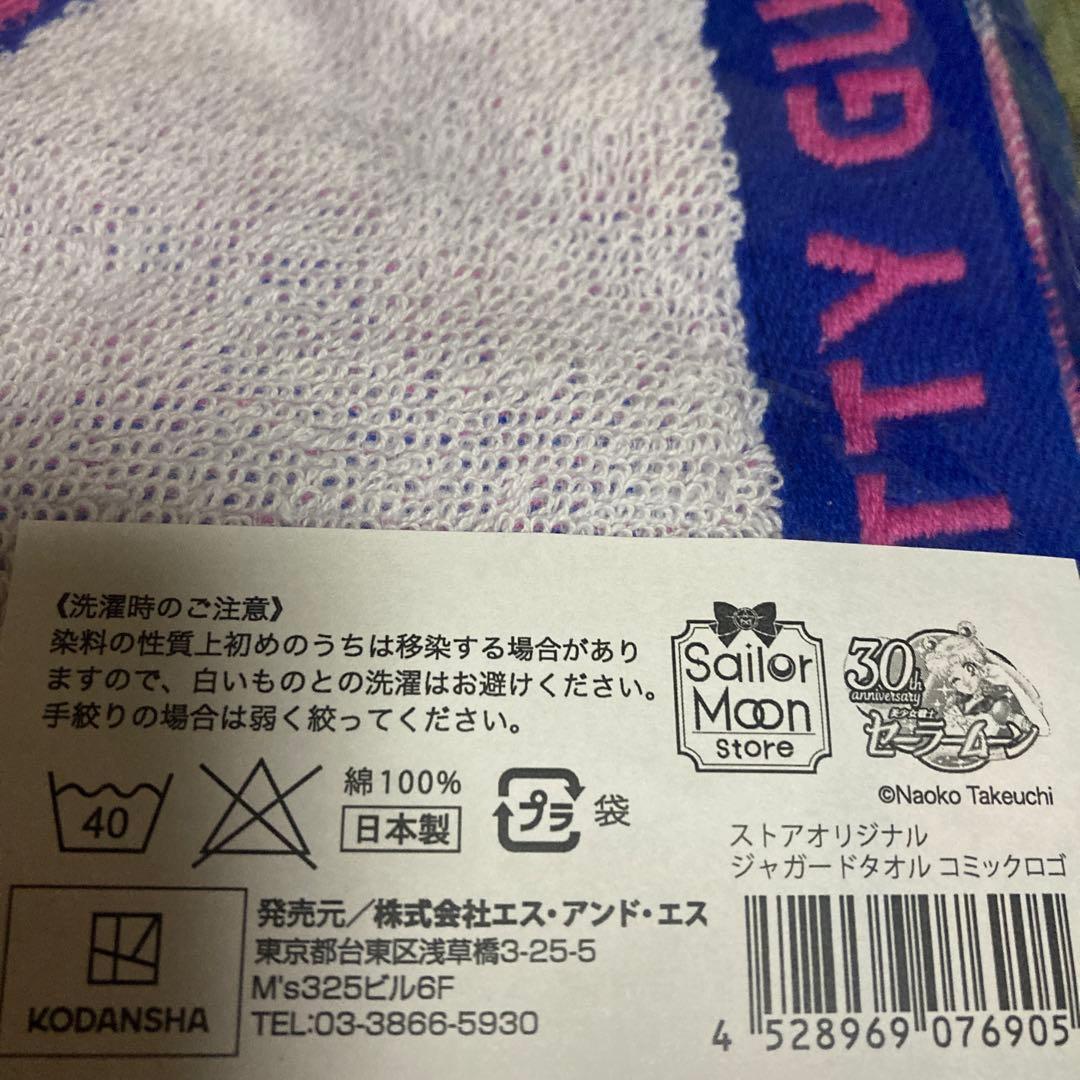 TTY GU
《洗濯時のご注意》
染料の性質上初めのうちは移染する場合があり
ますので、白いものとの洗濯はお避けください。
手絞りの場合は弱く絞ってください。
40
綿100%
日本製
プラ
袋
Sailor
Moon
store
30th
anniversary
美少女戦士
セーラームーン
©Naoko Takeuchi
ストアオリジナル
ジャガードタオル コミックロゴ
KODANSHA
発売元/株式会社エス・アンド・エス
東京都台東区浅草橋3-25-5
M's325ビル6F
TEL:03-3866-5930
4 528969 076905